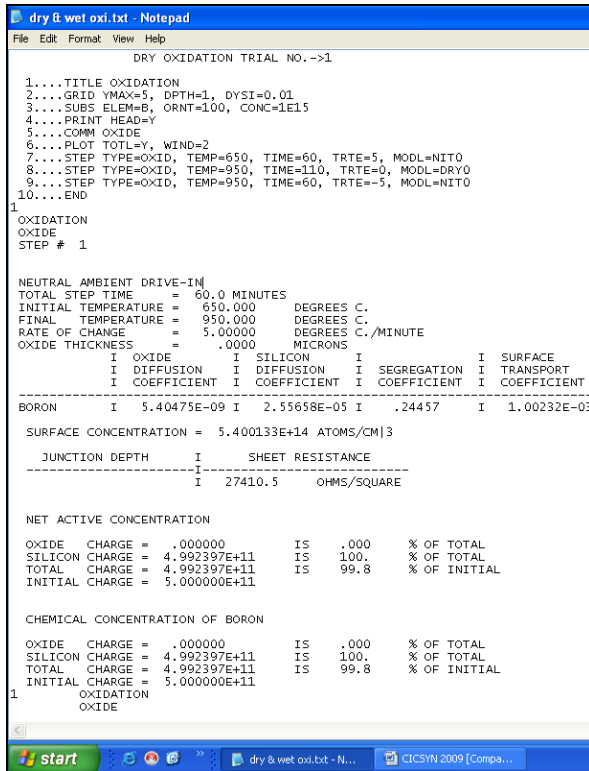 dry & wet oxi.txt - Notepad
File Edit Format View Help
DRY OXIDATION TRIAL NO.->1
1....TITLE OXIDATION
2....GRID YMAX=5, DPTH=1, DYSI=0.01
3....SUBS ELEM=B, ORNT=100, CONC=1E15
4....PRINT HEAD=Y
5....COMM OXIDE
6....PLOT TOTL=Y, WIND=2
7....STEP TYPE=OXID, TEMP=650, TIME=60, TRTE=5, MODL=NIT0
8....STEP TYPE=OXID, TEMP=950, TIME=110, TRTE=0, MODL=DRY0
9....STEP TYPE=OXID, TEMP=950, TIME=60, TRTE=-5, MODL=NIT0
10....END
1
OXIDATION
OXIDE
STEP # 1
NEUTRAL AMBIENT DRIVE-IN
TOTAL STEP TIME = 60.0 MINUTES
INITIAL TEMPERATURE = 650.000 DEGREES C.
FINAL TEMPERATURE = 950.000 DEGREES C.
RATE OF CHANGE = 5.00000 DEGREES C./MINUTE
OXIDE THICKNESS = .0000 MICRONS
I OXIDE I SILICON I I SURFACE
I DIFFUSION I DIFFUSION I SEGREGATION I TRANSPORT
I COEFFICIENT I COEFFICIENT I COEFFICIENT I COEFFICIENT
--------------------------------------------------------------------------
BORON I 5.40475E-09 I 2.55658E-05 I .24457 I 1.00232E-03
SURFACE CONCENTRATION = 5.400133E+14 ATOMS/CM|3
JUNCTION DEPTH I SHEET RESISTANCE
----------------------I---------------------------
I 27410.5 OHMS/SQUARE
NET ACTIVE CONCENTRATION
OXIDE CHARGE = .000000 IS .000 % OF TOTAL
SILICON CHARGE = 4.992397E+11 IS 100. % OF TOTAL
TOTAL CHARGE = 4.992397E+11 IS 99.8 % OF INITIAL
INITIAL CHARGE = 5.000000E+11
CHEMICAL CONCENTRATION OF BORON
OXIDE CHARGE = .000000 IS .000 % OF TOTAL
SILICON CHARGE = 4.992397E+11 IS 100. % OF TOTAL
TOTAL CHARGE = 4.992397E+11 IS 99.8 % OF INITIAL
INITIAL CHARGE = 5.000000E+11
1 OXIDATION
OXIDE
start dry & wet oxi.txt - N... CICSYN 2009 [Compa...